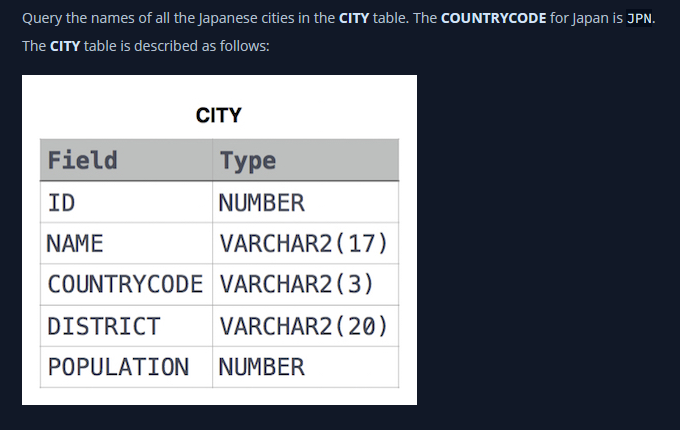 Query the names of all the Japanese cities in the CITY table. The COUNTRYCODE for Japan is JPN.
The CITY table is described as follows:
CITY
Field Type
ID NUMBER
NAME VARCHAR2(17)
COUNTRYCODE VARCHAR2(3)
DISTRICT VARCHAR2(20)
POPULATION NUMBER